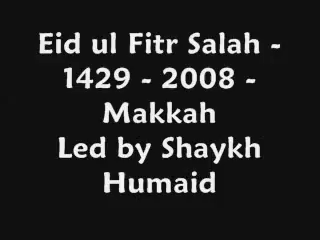 Eid ul Fitr Salah -
1429 - 2008 -
Makkah
Led by Shaykh
Humaid